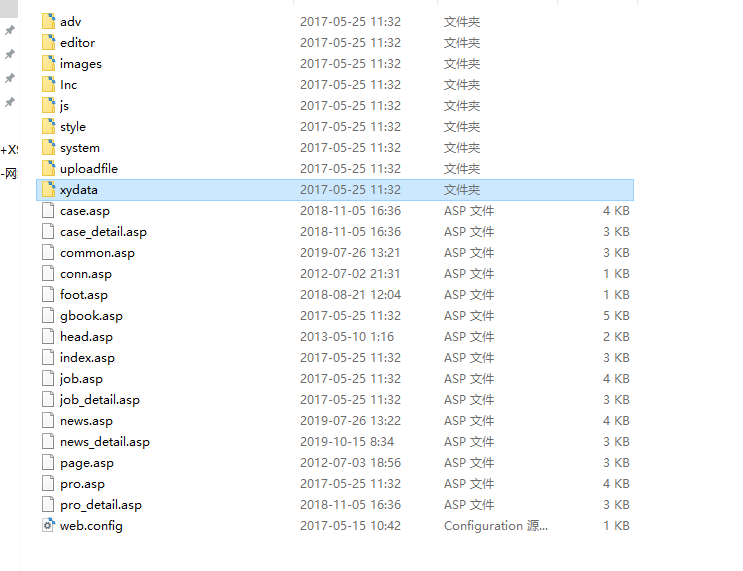 adv 2017-05-25 11:32 文件夹
editor 2017-05-25 11:32 文件夹
images 2017-05-25 11:32 文件夹
Inc 2017-05-25 11:32 文件夹
js 2017-05-25 11:32 文件夹
style 2017-05-25 11:32 文件夹
system 2017-05-25 11:32 文件夹
uploadfile 2017-05-25 11:32 文件夹
xydata 2017-05-25 11:32 文件夹
case.asp 2018-11-05 16:36 ASP 文件 4 KB
case_detail.asp 2018-11-05 16:36 ASP 文件 3 KB
common.asp 2019-07-26 13:21 ASP 文件 3 KB
conn.asp 2012-07-02 21:31 ASP 文件 1 KB
foot.asp 2018-08-21 12:04 ASP 文件 1 KB
gbook.asp 2017-05-25 11:32 ASP 文件 5 KB
head.asp 2013-05-10 1:16 ASP 文件 2 KB
index.asp 2017-05-25 11:32 ASP 文件 3 KB
job.asp 2017-05-25 11:32 ASP 文件 4 KB
job_detail.asp 2017-05-25 11:32 ASP 文件 3 KB
news.asp 2019-07-26 13:22 ASP 文件 4 KB
news_detail.asp 2019-10-15 8:34 ASP 文件 3 KB
page.asp 2012-07-03 18:56 ASP 文件 3 KB
pro.asp 2017-05-25 11:32 ASP 文件 4 KB
pro_detail.asp 2018-11-05 16:36 ASP 文件 3 KB
web.config 2017-05-15 10:42 Configuration 源... 1 KB
-网